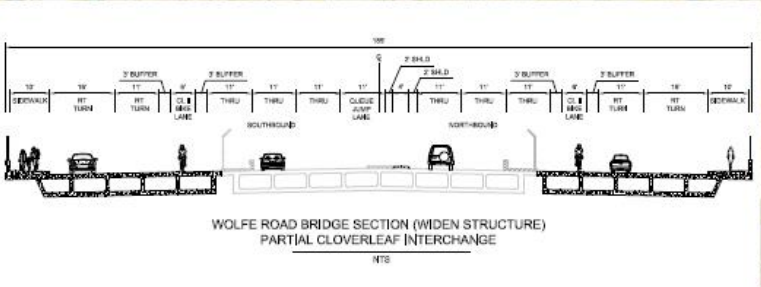 3' BUFFER 3' BUFFER 2' SHLD 3' BUFFER 3' BUFFER
2' SHLD
10' 11' 6' 11' 11' 11' 11' 4' 11' 11' 11' 6' 11' 10'
SIDEWALK RT TURN RT TURN CL II BIKE LANE THRU THRU THRU QUEUE JUMP LANE THRU THRU THRU CL II BIKE LANE RT TURN RT TURN SIDEWALK
SOUTHBOUND NORTHBOUND
WOLFE ROAD BRIDGE SECTION (WIDEN STRUCTURE)
PARTIAL CLOVERLEAF INTERCHANGE
NTS